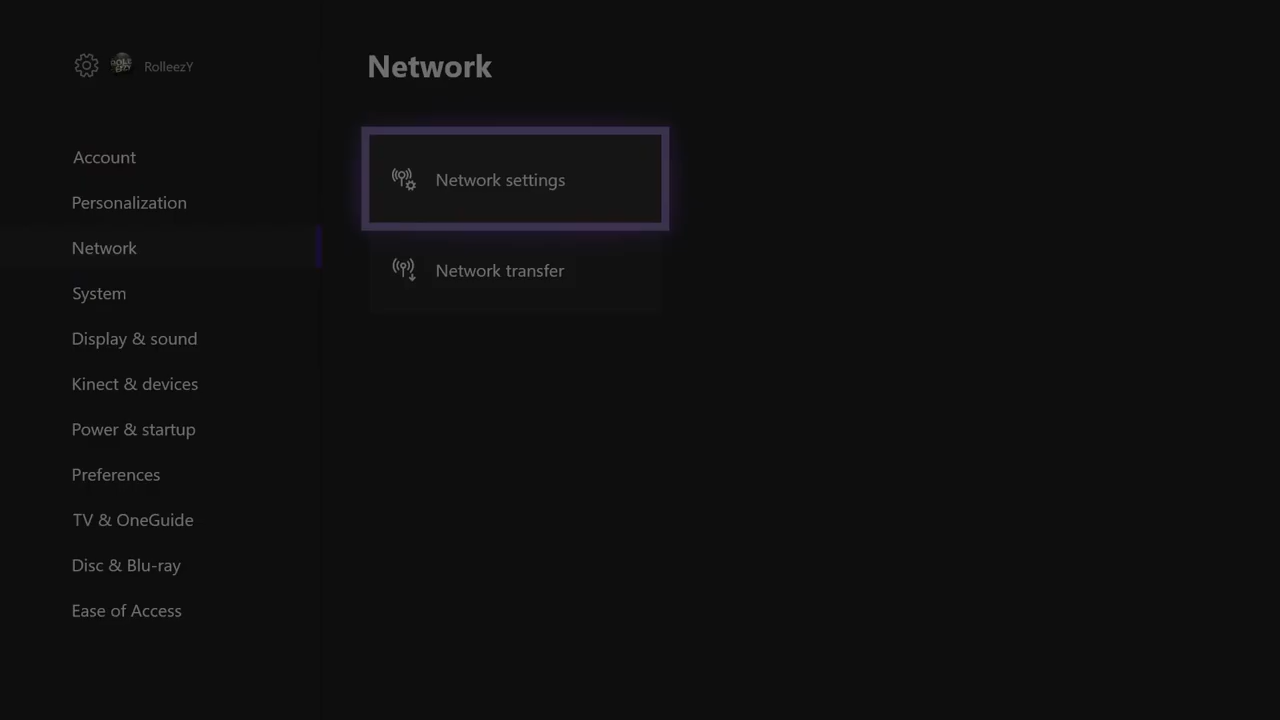 RolleezY
Account
Personalization
Network
System
Display & sound
Kinect & devices
Power & startup
Preferences
TV & OneGuide
Disc & Blu-ray
Ease of Access
Network
Network settings
Network transfer